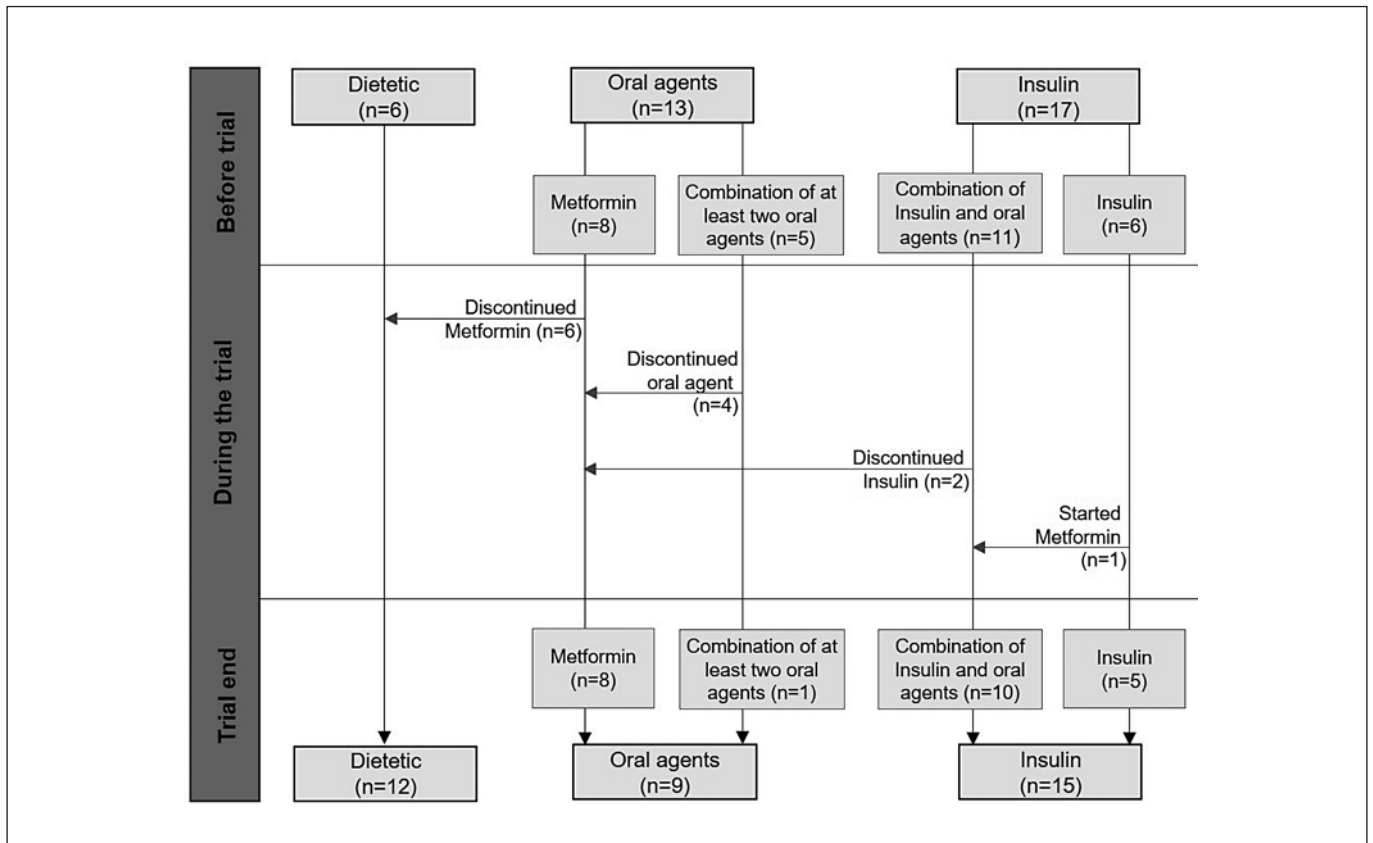 Before trial
Dietetic
(n=6)
Oral agents
(n=13)
Insulin
(n=17)
Metformin
(n=8)
Combination of at
least two oral
agents (n=5)
Combination of
Insulin and oral
agents (n=11)
Insulin
(n=6)
During the trial
Discontinued
Metformin (n=6)
Discontinued
oral agent
(n=4)
Discontinued
Insulin (n=2)
Started
Metformin
(n=1)
Trial end
Metformin
(n=8)
Combination of at
least two oral
agents (n=1)
Combination of
Insulin and oral
agents (n=10)
Insulin
(n=5)
Dietetic
(n=12)
Oral agents
(n=9)
Insulin
(n=15)